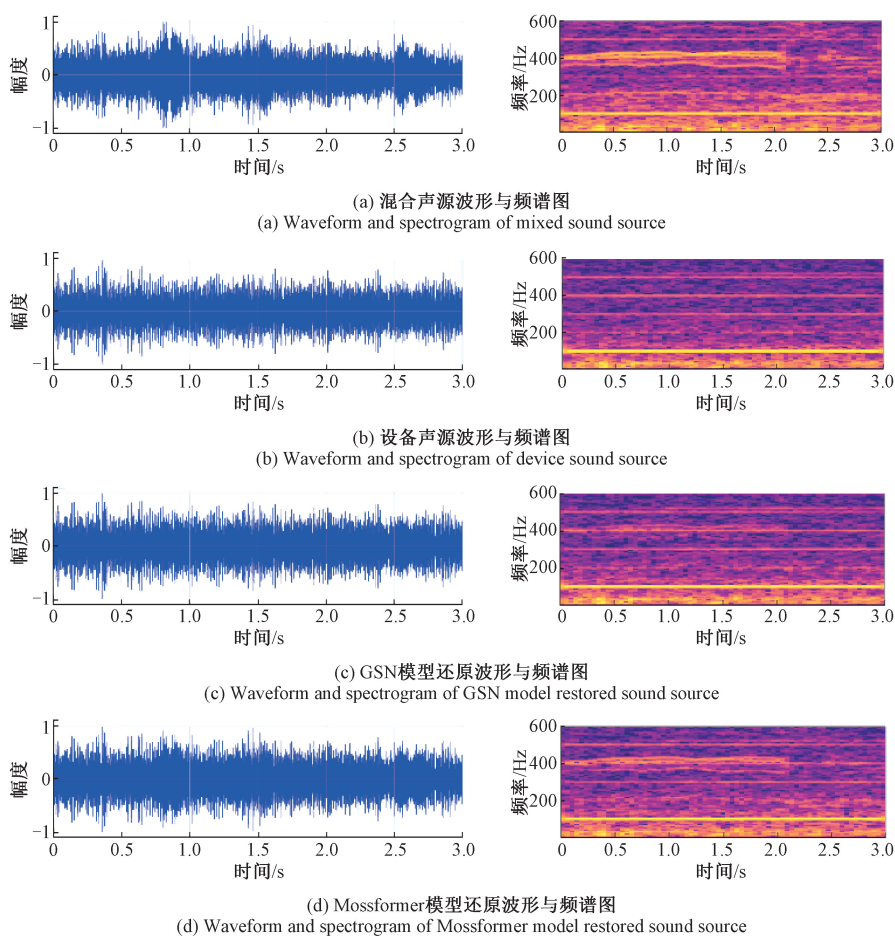 1
0
−1
幅度
0 0.5 1.0 1.5 2.0 2.5 3.0
时间/s
600
400
200
频率/Hz
0 0.5 1.0 1.5 2.0 2.5 3.0
时间/s
(a) 混合声源波形与频谱图
(a) Waveform and spectrogram of mixed sound source
1
0
−1
幅度
0 0.5 1.0 1.5 2.0 2.5 3.0
时间/s
600
400
200
频率/Hz
0 0.5 1.0 1.5 2.0 2.5 3.0
时间/s
(b) 设备声源波形与频谱图
(b) Waveform and spectrogram of device sound source
1
0
−1
幅度
0 0.5 1.0 1.5 2.0 2.5 3.0
时间/s
600
400
200
频率/Hz
0 0.5 1.0 1.5 2.0 2.5 3.0
时间/s
(c) GSN模型还原波形与频谱图
(c) Waveform and spectrogram of GSN model restored sound source
1
0
−1
幅度
0 0.5 1.0 1.5 2.0 2.5 3.0
时间/s
600
400
200
频率/Hz
0 0.5 1.0 1.5 2.0 2.5 3.0
时间/s
(d) Mossformer模型还原波形与频谱图
(d) Waveform and spectrogram of Mossformer model restored sound source